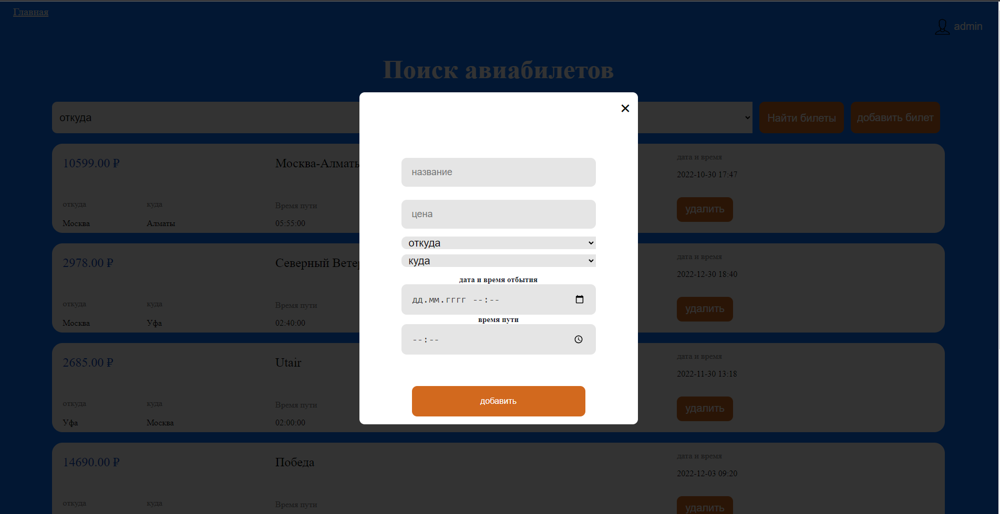 Главная
admin
Поиск авиабилетов
откуда
Найти билеты
добавить билет
10599.00 ₽
Москва-Алматы
дата и время
2022-10-30 17:47
откуда
куда
Время пути
удалить
Москва
Алматы
05:55:00
2978.00 ₽
Северный Ветер
дата и время
2022-12-30 18:40
откуда
куда
Время пути
удалить
Москва
Уфа
02:40:00
2685.00 ₽
Utair
дата и время
2022-11-30 13:18
откуда
куда
Время пути
удалить
Уфа
Москва
02:00:00
14690.00 ₽
Победа
дата и время
2022-12-03 09:20
откуда
куда
Время пути
удалить
×
название
цена
откуда
куда
дата и время отбытия
дд.мм.гггг --:--
время пути
--:--
добавить